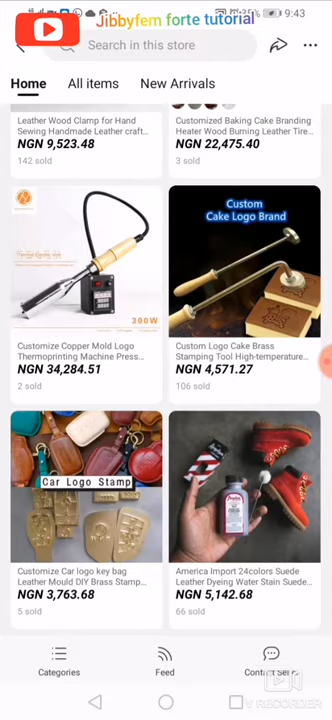 Jibbyfem forte tutorial
9:43
Search in this store
Home
All items
New Arrivals
Leather Wood Clamp for Hand
Sewing Handmade Leather craft...
NGN 9,523.48
142 sold
Customized Baking Cake Branding
Heater Wood Burning Leather Tire...
NGN 22,475.40
3 sold
300W
Customize Copper Mold Logo
Thermoprinting Machine Press...
NGN 34,284.51
2 sold
Custom
Cake Logo Brand
Custom Logo Cake Brass
Stamping Tool High-temperature...
NGN 4,571.27
106 sold
Car Logo Stamp
Customize Car logo key bag
Leather Mould DIY Brass Stamp...
NGN 3,763.68
5 sold
America Import 24colors Suede
Leather Dyeing Water Stain Suede...
NGN 5,142.68
66 sold
Categories
Feed